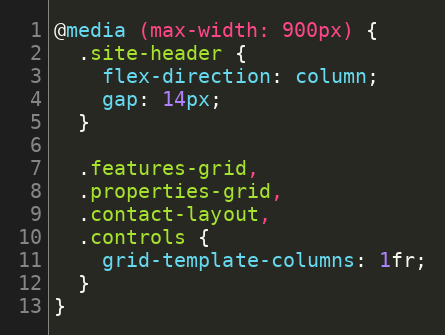 1 @media (max-width: 900px) {
2   .site-header {
3     flex-direction: column;
4     gap: 14px;
5   }
6
7   .features-grid,
8   .properties-grid,
9   .contact-layout,
10   .controls {
11     grid-template-columns: 1fr;
12   }
13 }